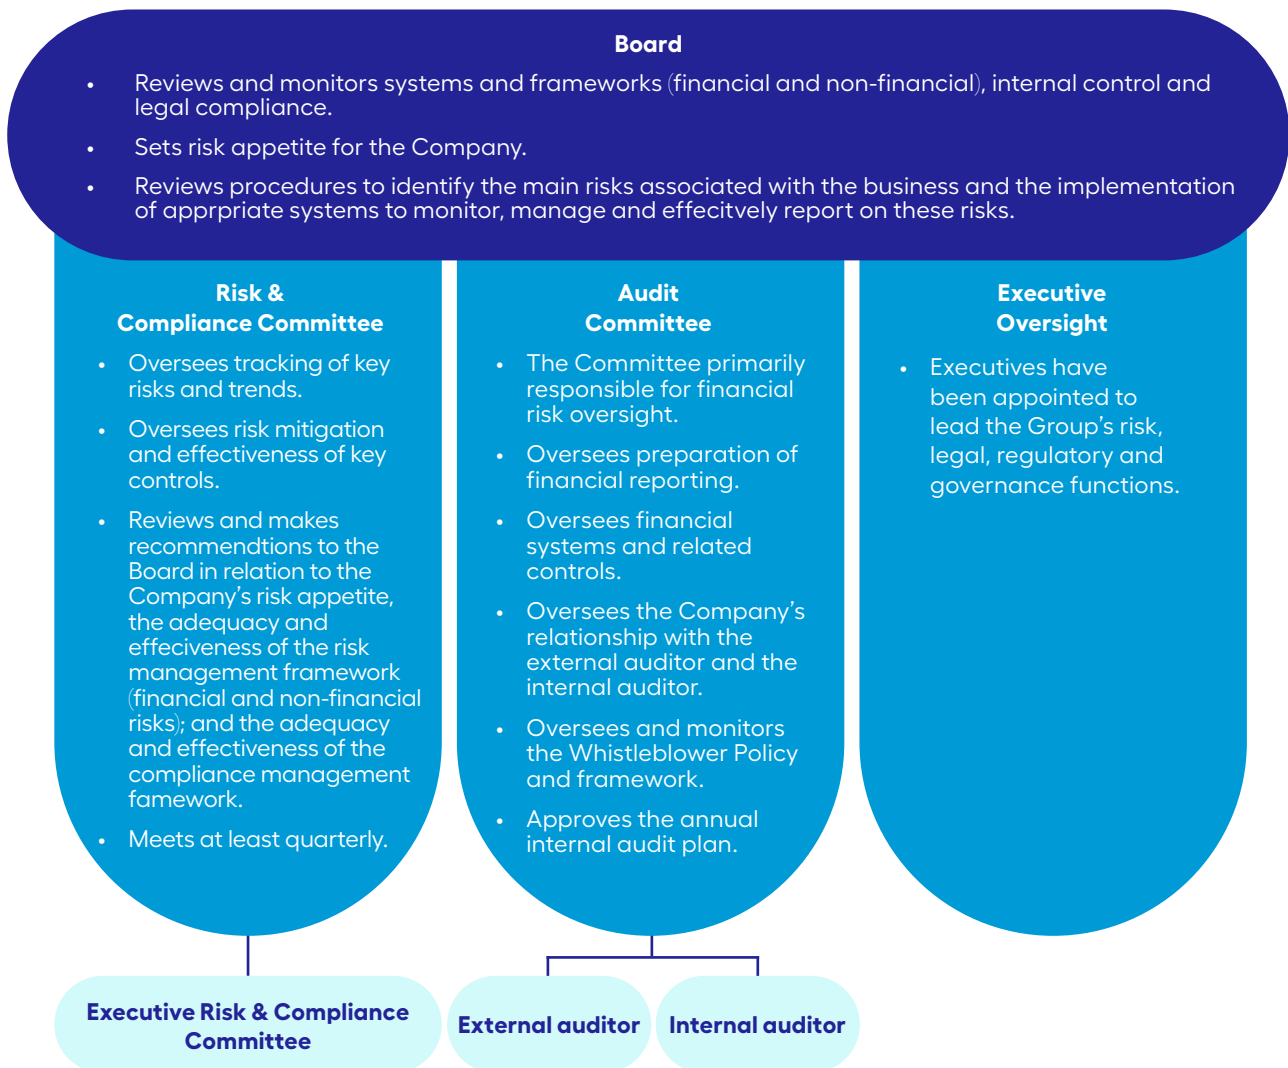 Board
• Reviews and monitors systems and frameworks (financial and non-financial), internal control and
legal compliance.
• Sets risk appetite for the Company.
• Reviews procedures to identify the main risks associated with the business and the implementation
of apprpriate systems to monitor, manage and effecitvely report on these risks.
Risk &
Compliance Committee
• Oversees tracking of key
risks and trends.
• Oversees risk mitigation
and effectiveness of key
controls.
• Reviews and makes
recommendtions to the
Board in relation to the
Company's risk appetite,
the adequacy and
effeciveness of the risk
management framework
(financial and non-financial
risks); and the adequacy
and effectiveness of the
compliance management
famework.
• Meets at least quarterly.
Audit
Committee
• The Committee primarily
responsible for financial
risk oversight.
• Oversees preparation of
financial reporting.
• Oversees financial
systems and related
controls.
• Oversees the Company's
relationship with the
external auditor and the
internal auditor.
• Oversees and monitors
the Whistleblower Policy
and framework.
• Approves the annual
internal audit plan.
Executive
Oversight
• Executives have
been appointed to
lead the Group's risk,
legal, regulatory and
governance functions.
Executive Risk & Compliance
Committee
External auditor
Internal auditor